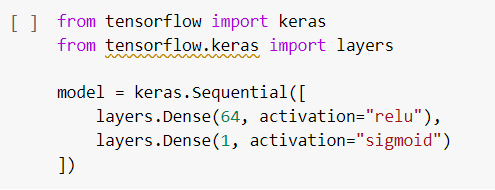 [ ] from tensorflow import keras
from tensorflow.keras import layers

model = keras.Sequential([
    layers.Dense(64, activation="relu"),
    layers.Dense(1, activation="sigmoid")
])